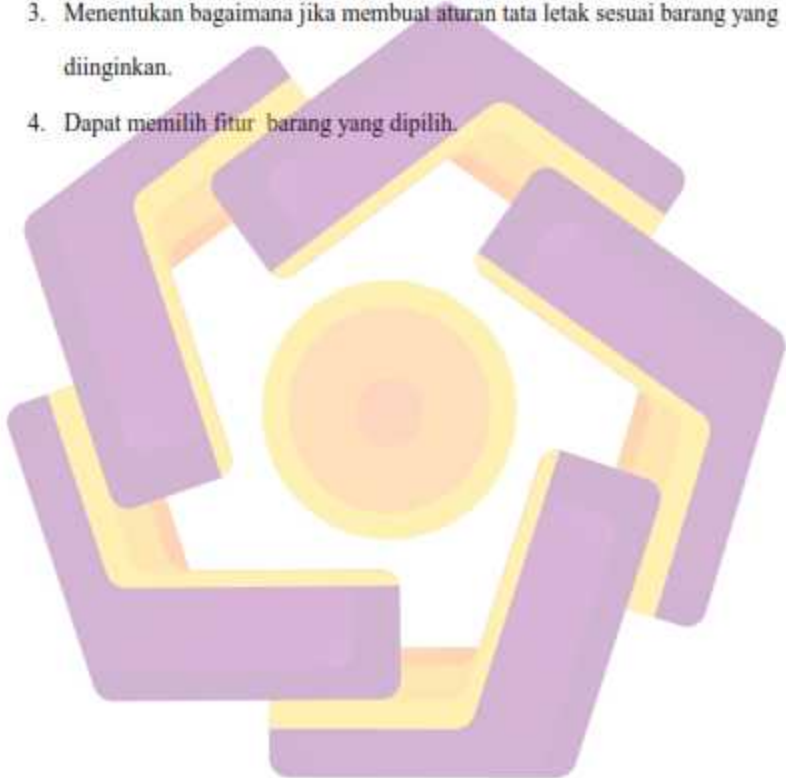 3. Menentukan bagaimana jika membuat aturan tata letak sesuai barang yang
diinginkan.
4. Dapat memilih fitur barang yang dipilih.